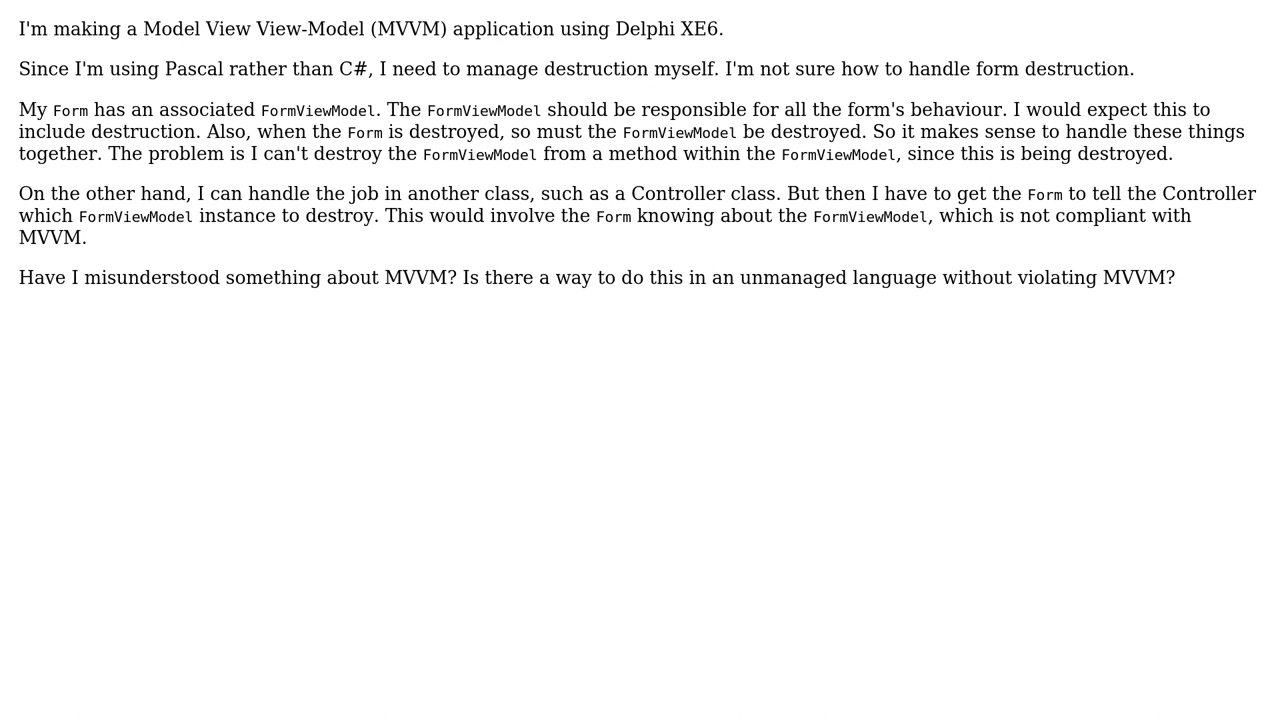 I'm making a Model View View-Model (MVVM) application using Delphi XE6.
Since I'm using Pascal rather than C#, I need to manage destruction myself. I'm not sure how to handle form destruction.
My Form has an associated FormViewModel. The FormViewModel should be responsible for all the form's behaviour. I would expect this to
include destruction. Also, when the Form is destroyed, so must the FormViewModel be destroyed. So it makes sense to handle these things
together. The problem is I can't destroy the FormViewModel from a method within the FormViewModel, since this is being destroyed.
On the other hand, I can handle the job in another class, such as a Controller class. But then I have to get the Form to tell the Controller
which FormViewModel instance to destroy. This would involve the Form knowing about the FormViewModel, which is not compliant with
MVVM.
Have I misunderstood something about MVVM? Is there a way to do this in an unmanaged language without violating MVVM?